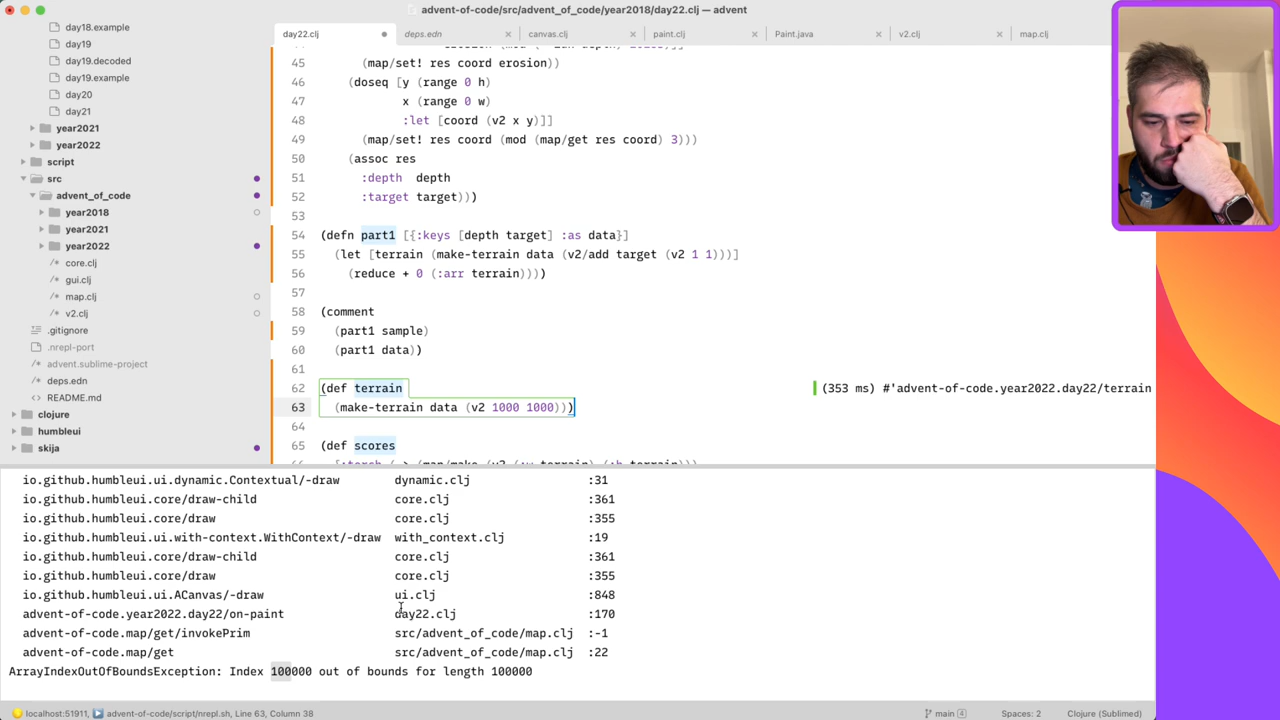 advent-of-code/src/advent_of_code/year2018/day22.clj — advent
day22.clj
deps.edn
canvas.clj
paint.clj
Paint.java
v2.clj
map.clj
day18.example
day19
day19.decoded
day19.example
day20
day21
year2021
year2022
script
src
advent_of_code
year2018
year2021
year2022
core.clj
gui.clj
map.clj
v2.clj
.gitignore
.nrepl-port
advent.sublime-project
deps.edn
README.md
clojure
humbleui
skija
45 (map/set! res coord erosion))
46 (doseq [y (range 0 h)
47 x (range 0 w)
48 :let [coord (v2 x y)]]
49 (map/set! res coord (mod (map/get res coord) 3)))
50 (assoc res
51 :depth depth
52 :target target)))
53
54 (defn part1 [{:keys [depth target] :as data}]
55 (let [terrain (make-terrain data (v2/add target (v2 1 1)))]
56 (reduce + 0 (:arr terrain))))
57
58 (comment
59 (part1 sample)
60 (part1 data))
61
62 (def terrain (353 ms) #'advent-of-code.year2022.day22/terrain
63 (make-terrain data (v2 1000 1000)))
64
65 (def scores
io.github.humbleui.ui.dynamic.Contextual/-draw dynamic.clj :31
io.github.humbleui.core/draw-child core.clj :361
io.github.humbleui.core/draw core.clj :355
io.github.humbleui.ui.with-context.WithContext/-draw with_context.clj :19
io.github.humbleui.core/draw-child core.clj :361
io.github.humbleui.core/draw core.clj :355
io.github.humbleui.ui.ACanvas/-draw ui.clj :848
advent-of-code.year2022.day22/on-paint day22.clj :170
advent-of-code.map/get/invokePrim src/advent_of_code/map.clj :-1
advent-of-code.map/get src/advent_of_code/map.clj :22
ArrayIndexOutOfBoundsException: Index 100000 out of bounds for length 100000
localhost:51911, advent-of-code/script/nrepl.sh, Line 63, Column 38
main 4
Spaces: 2
Clojure (Sublimed)